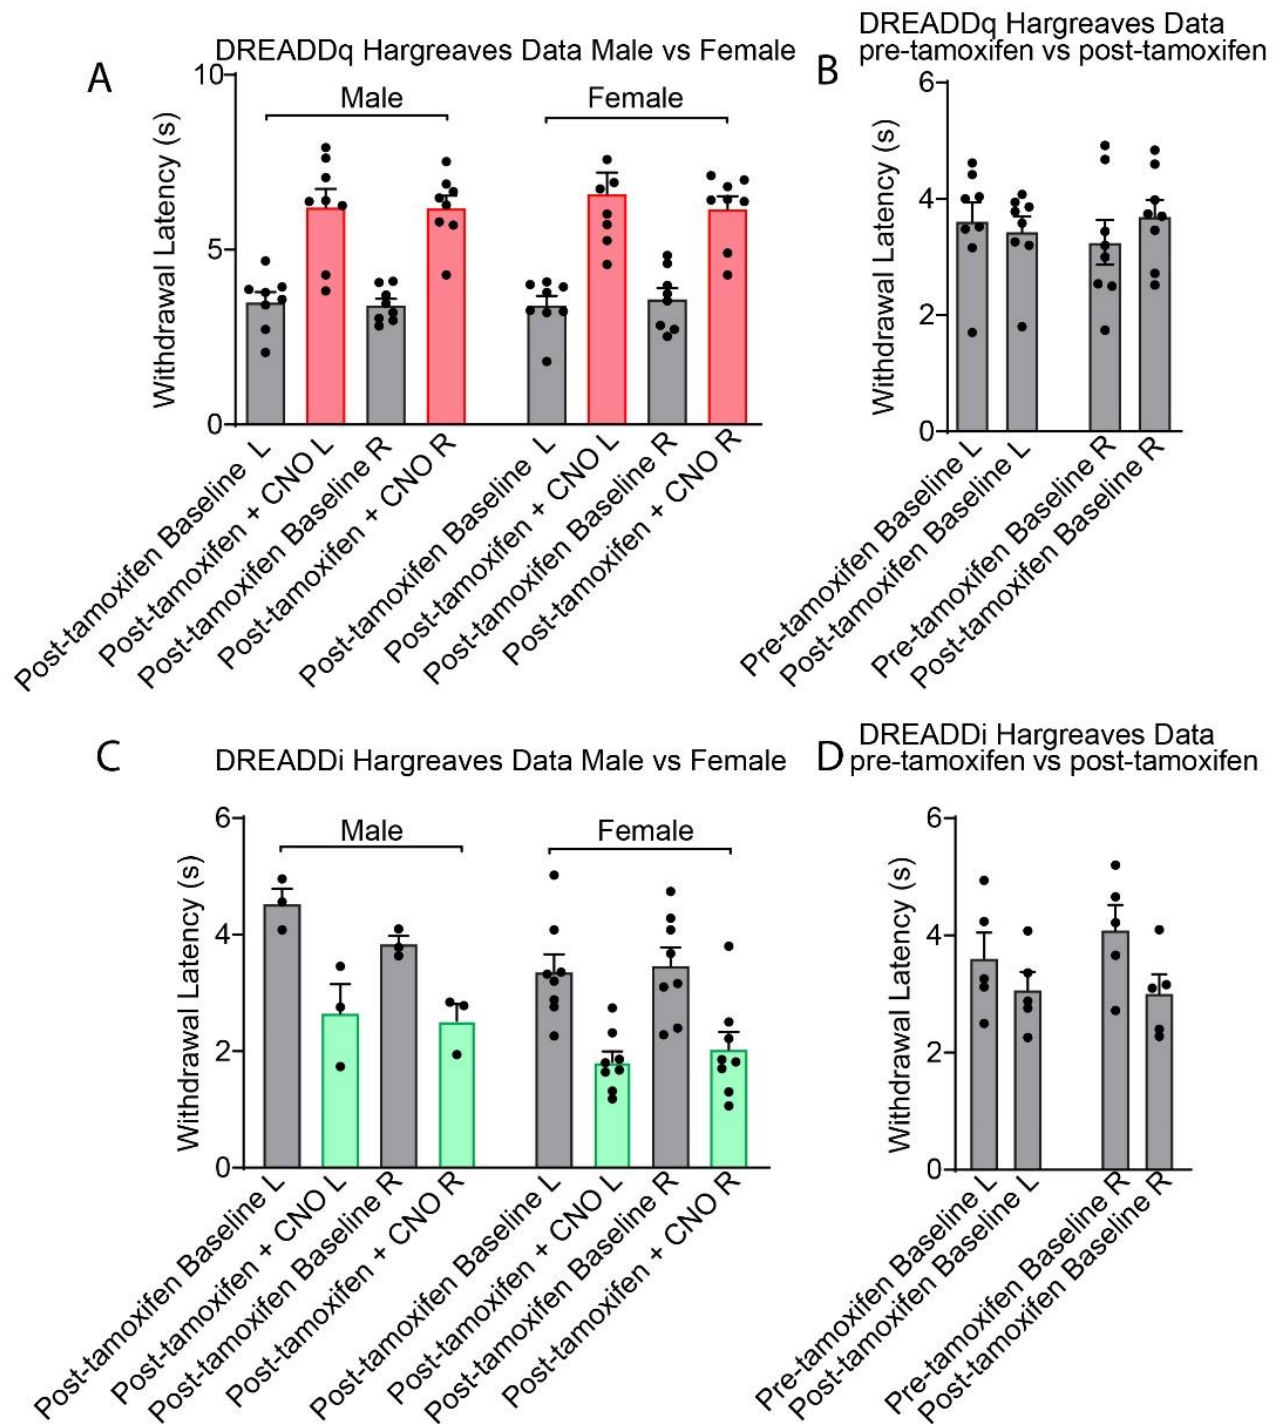 A
DREADDq Hargreaves Data Male vs Female
Male
Female
Withdrawal Latency (s)
10
5
0
Post-tamoxifen Baseline L
Post-tamoxifen + CNO L
Post-tamoxifen Baseline R
Post-tamoxifen + CNO R
Post-tamoxifen Baseline L
Post-tamoxifen + CNO L
Post-tamoxifen Baseline R
Post-tamoxifen + CNO R
B
DREADDq Hargreaves Data
pre-tamoxifen vs post-tamoxifen
Withdrawal Latency (s)
6
4
2
0
Pre-tamoxifen Baseline L
Post-tamoxifen Baseline L
Pre-tamoxifen Baseline R
Post-tamoxifen Baseline R
C
DREADDi Hargreaves Data Male vs Female
Male
Female
Withdrawal Latency (s)
6
4
2
0
Post-tamoxifen Baseline L
Post-tamoxifen + CNO L
Post-tamoxifen Baseline R
Post-tamoxifen + CNO R
Post-tamoxifen Baseline L
Post-tamoxifen + CNO L
Post-tamoxifen Baseline R
Post-tamoxifen + CNO R
D
DREADDi Hargreaves Data
pre-tamoxifen vs post-tamoxifen
Withdrawal Latency (s)
6
4
2
0
Pre-tamoxifen Baseline L
Post-tamoxifen Baseline L
Pre-tamoxifen Baseline R
Post-tamoxifen Baseline R